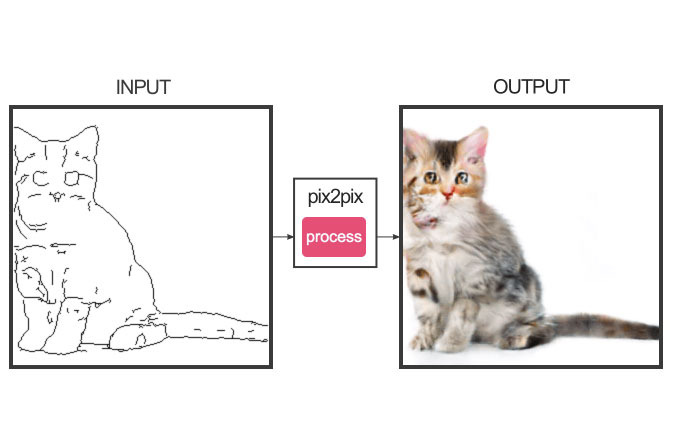 INPUT
OUTPUT
pix2pix
process